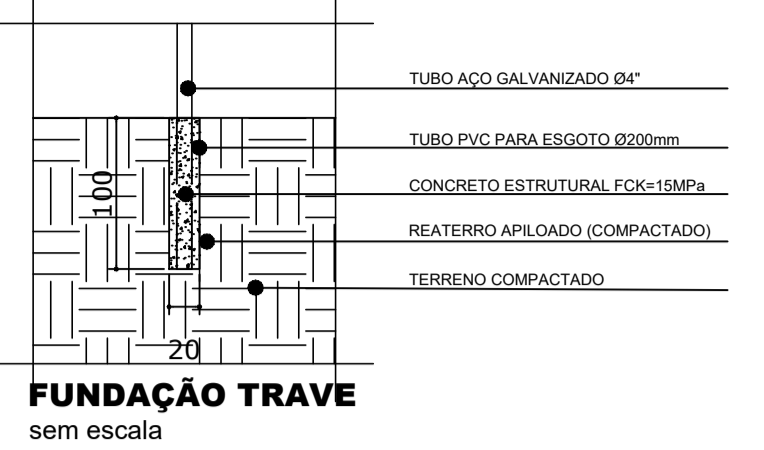 TUBO AÇO GALVANIZADO Ø4"
TUBO PVC PARA ESGOTO Ø200mm
CONCRETO ESTRUTURAL FCK=15MPa
REATERRO APILOADO (COMPACTADO)
TERRENO COMPACTADO
100
20
FUNDAÇÃO TRAVE
sem escala